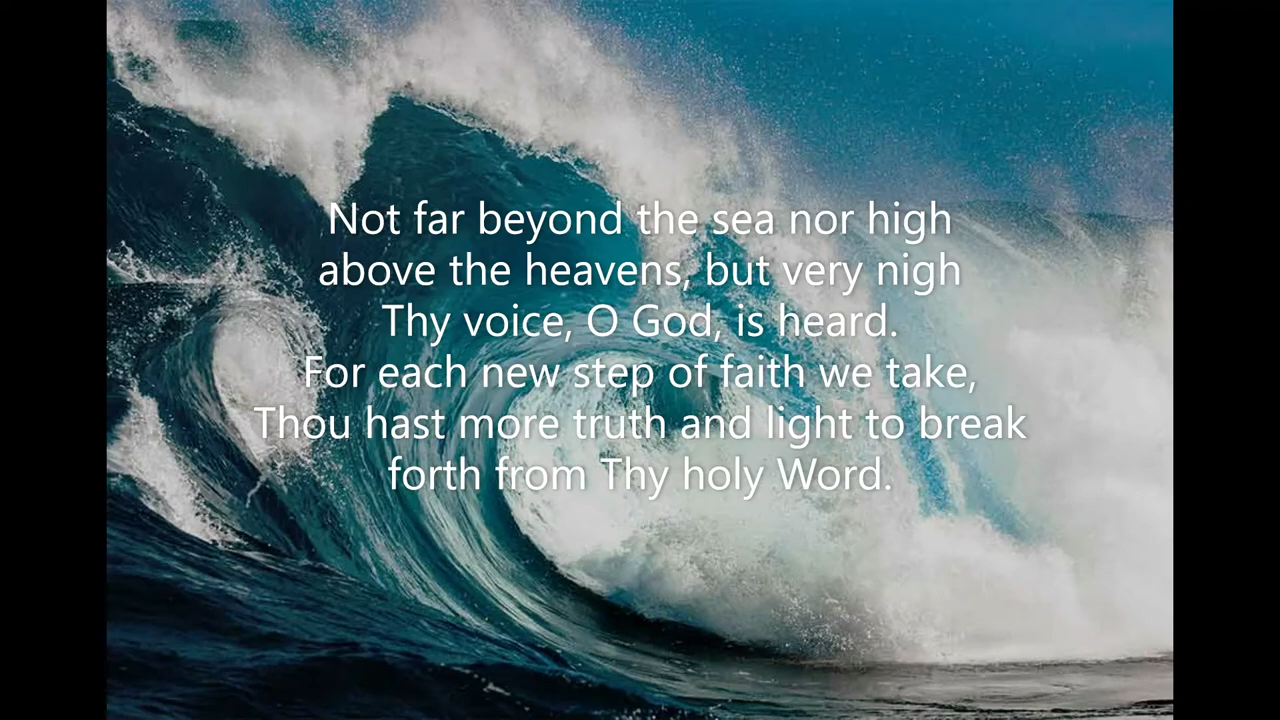 Not far beyond the sea nor high
above the heavens, but very nigh
Thy voice, O God, is heard.
For each new step of faith we take,
Thou hast more truth and light to break
forth from Thy holy Word.